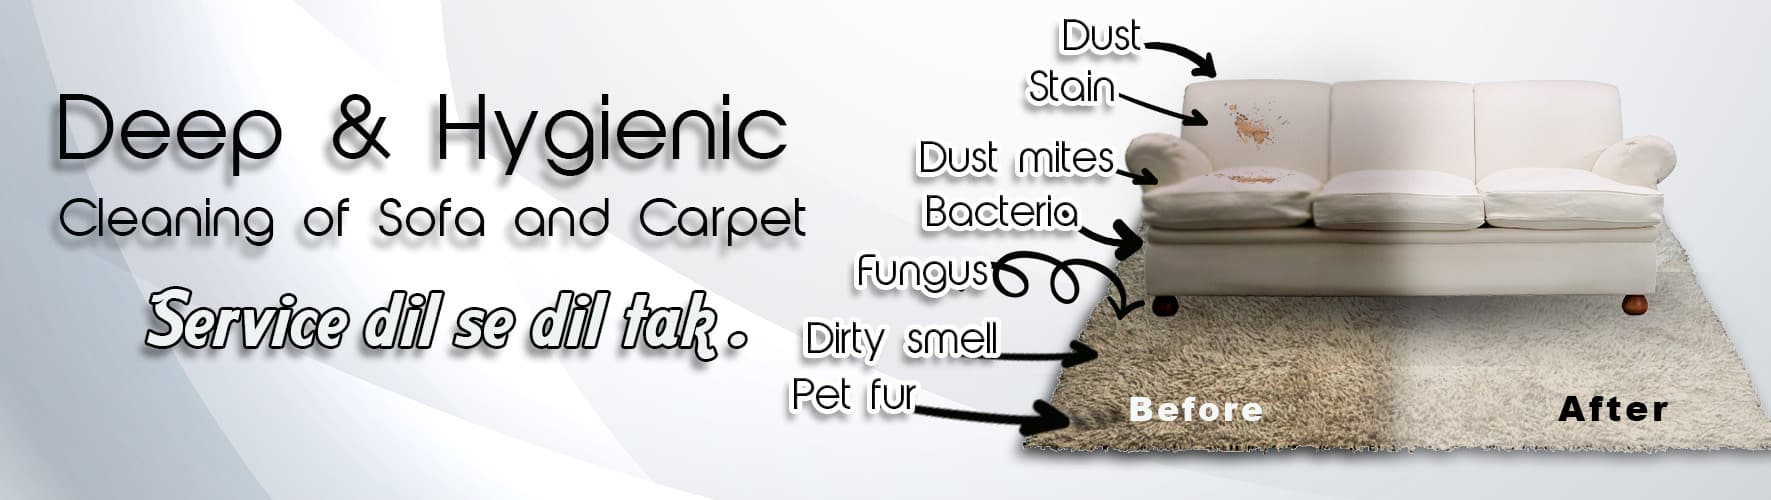 Deep & Hygienic
Cleaning of Sofa and Carpet
Service dil se dil tak.
Dust
Stain
Dust mites
Bacteria
Fungus
Dirty smell
Pet fur
Before
After